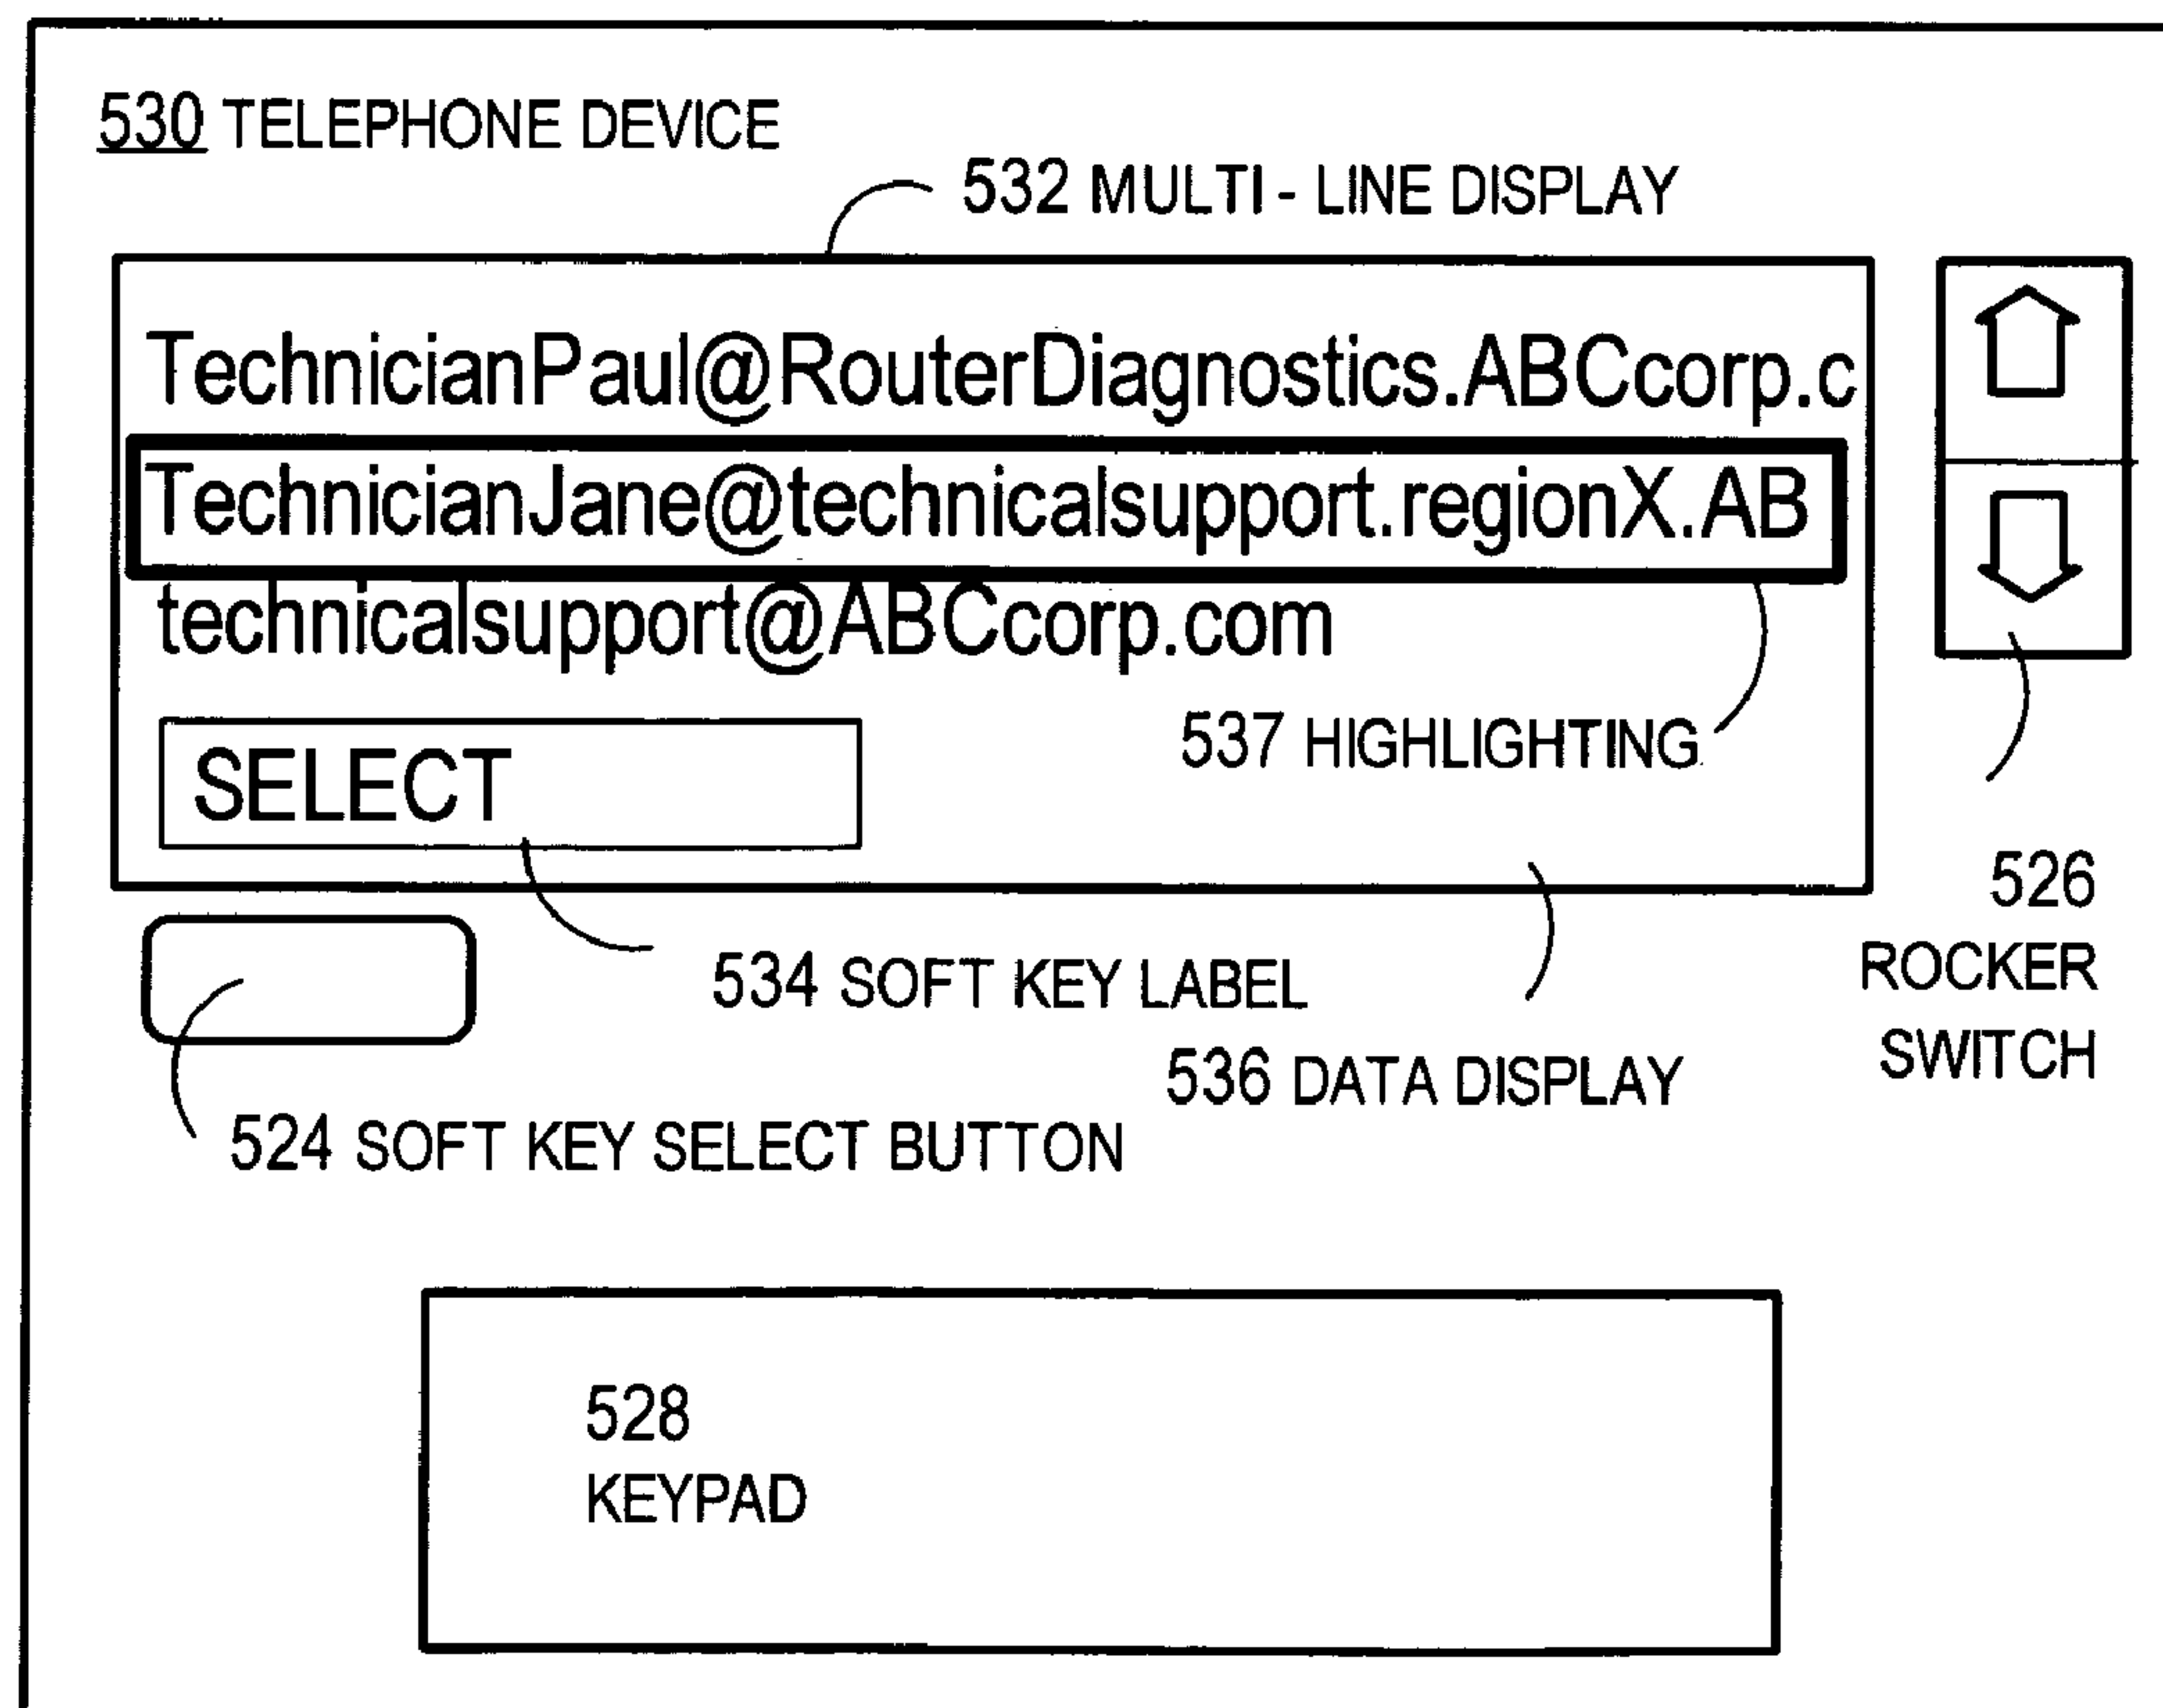 530 TELEPHONE DEVICE
532 MULTI - LINE DISPLAY
TechnicianPaul@RouterDiagnostics.ABCcorp.c
TechnicianJane@technicalsupport.regionX.AB
technicalsupport@ABCcorp.com
537 HIGHLIGHTING
SELECT
526
ROCKER
SWITCH
534 SOFT KEY LABEL
536 DATA DISPLAY
524 SOFT KEY SELECT BUTTON
528
KEYPAD